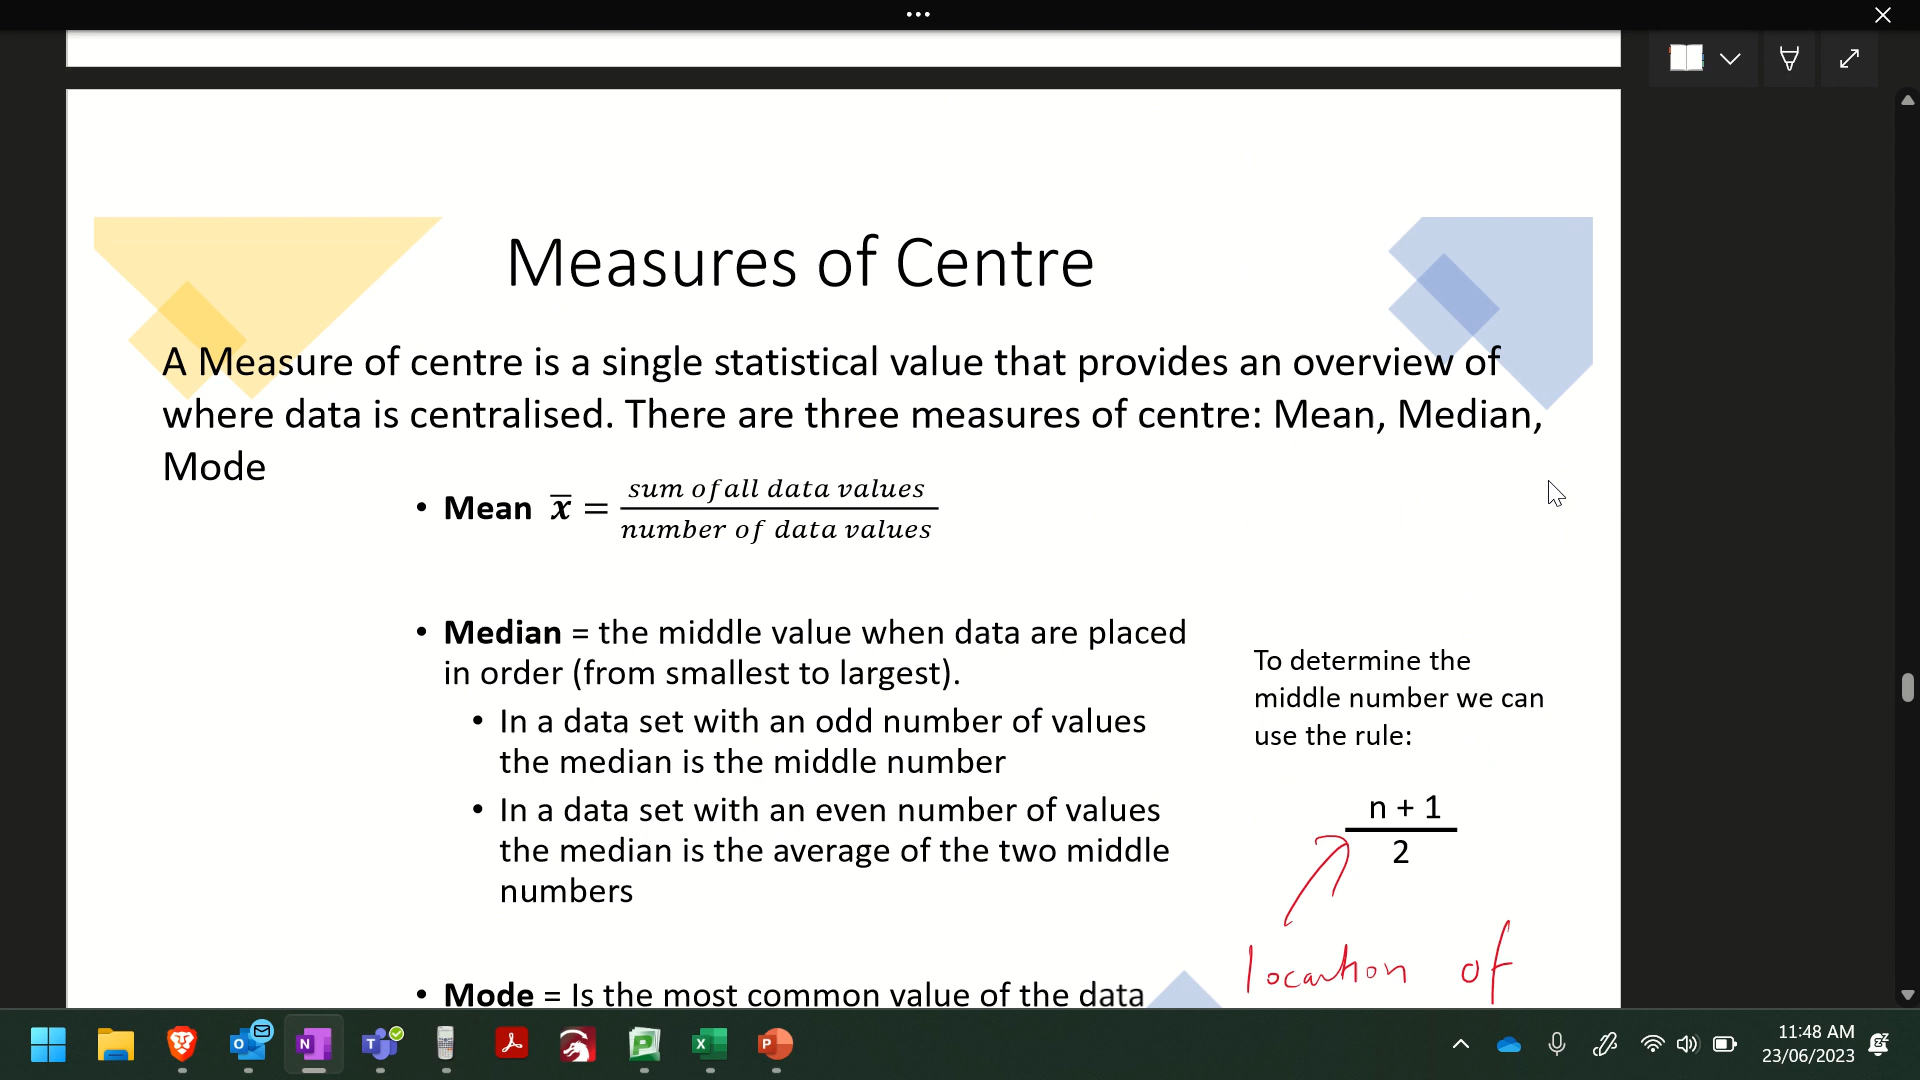 Measures of Centre
A Measure of centre is a single statistical value that provides an overview of
where data is centralised. There are three measures of centre: Mean, Median,
Mode
• Mean x̅ = sum of all data values
number of data values
• Median = the middle value when data are placed
in order (from smallest to largest).
• In a data set with an odd number of values
the median is the middle number
• In a data set with an even number of values
the median is the average of the two middle
numbers
• Mode = Is the most common value of the data
To determine the
middle number we can
use the rule:
n + 1
2
location of
11:48 AM
23/06/2023